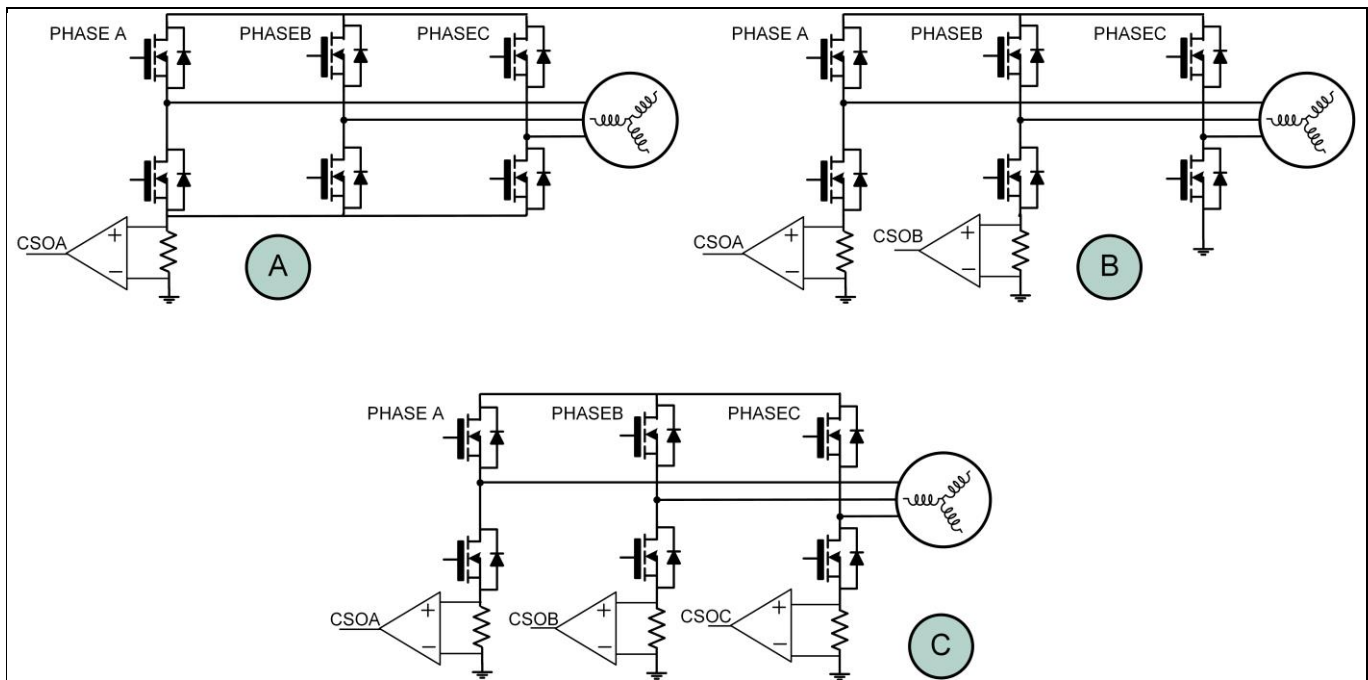 PHASE A PHASEB PHASEC
+
−
CSOA
A
PHASE A PHASEB PHASEC
+ +
− −
CSOA CSOB
B
PHASE A PHASEB PHASEC
+ + +
− − −
CSOA CSOB CSOC
C